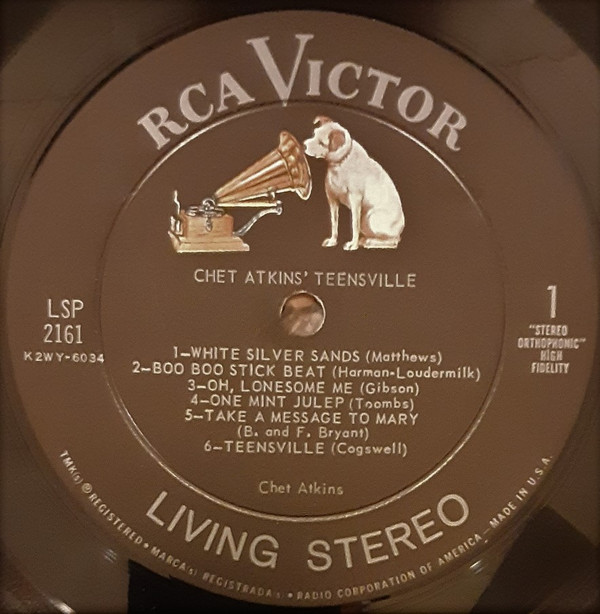 RCA VICTOR
CHET ATKINS' TEENSVILLE
LSP
2161
K2WY-6034
1
"STEREO
ORTHOPHONIC"
HIGH
FIDELITY
1—WHITE SILVER SANDS (Matthews)
2—BOO BOO STICK BEAT (Harman-Loudermilk)
3—OH, LONESOME ME (Gibson)
4—ONE MINT JULEP (Toombs)
5—TAKE A MESSAGE TO MARY
(B. and F. Bryant)
6—TEENSVILLE (Cogswell)
Chet Atkins
LIVING STEREO
TMK(s) ® REGISTERED • MARCA(s) REGISTRADA(s) • RADIO CORPORATION OF AMERICA — MADE IN U.S.A.